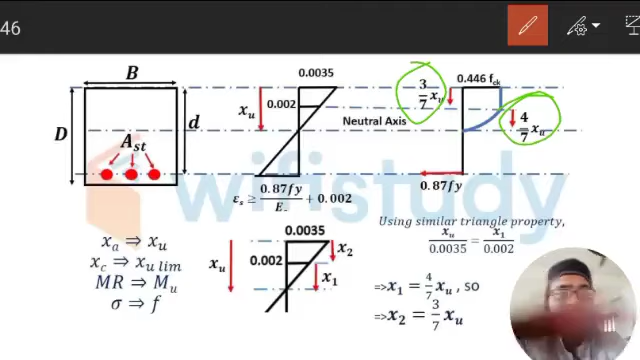 46
B
D
d
A_st
0.0035
x_u
0.002
Neutral Axis
3/7 x_u
0.446 f_ck
4/7 x_u
0.87fy
ε_s ≥ 0.87fy/E_s + 0.002
wifistudy
x_a ⇒ x_u
x_c ⇒ x_u lim
MR ⇒ M_u
σ ⇒ f
x_u
0.0035
0.002
x_2
x_1
Using similar triangle property,
x_u/0.0035 = x_1/0.002
⇒x_1 = 4/7 x_u , so
⇒x_2 = 3/7 x_u